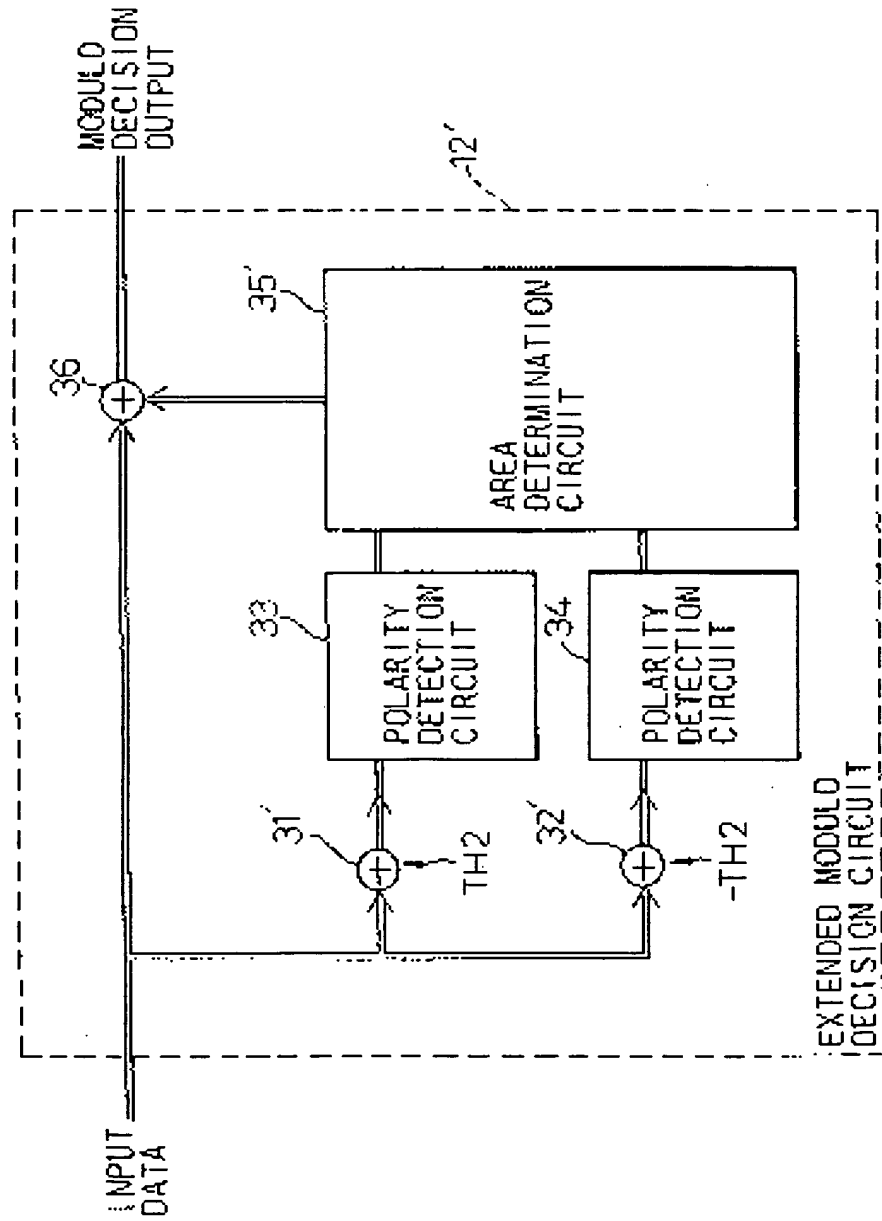 INPUT
DATA
MODULO
DECISION
OUTPUT
36
12'
31'
TH2
33
POLARITY
DETECTION
CIRCUIT
35'
AREA
DETERMINATION
CIRCUIT
32'
-TH2
34
POLARITY
DETECTION
CIRCUIT
EXTENDED MODULO
DECISION CIRCUIT